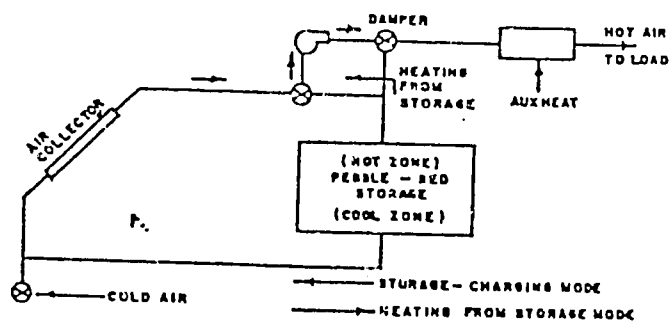 DAMPER
HOT AIR
TO LOAD
HEATING
FROM
STORAGE
AUX HEAT
AIR
COLLECTOR
(HOT ZONE)
PEBBLE - BED
STORAGE
(COOL ZONE)
COLD AIR
STORAGE - CHARGING MODE
HEATING FROM STORAGE MODE